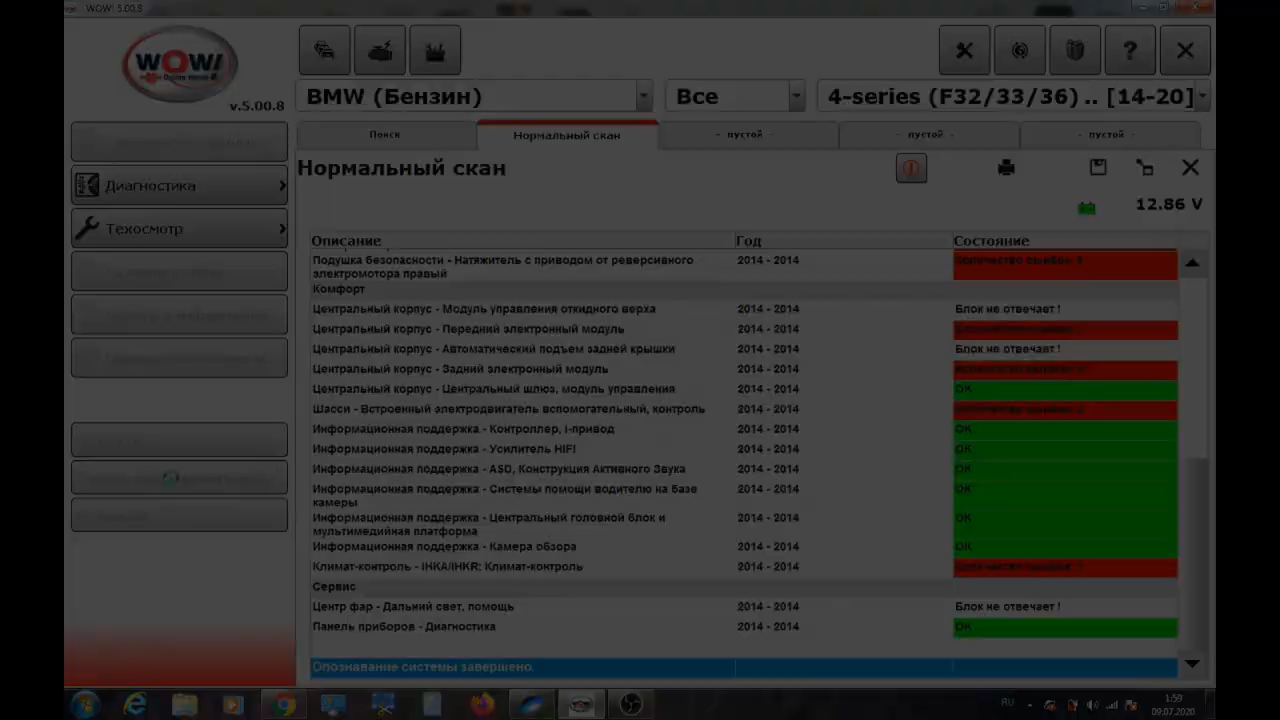 WOW! 5.00.8
WOW!
v.5.00.8
BMW (Бензин)
Все
4-series (F32/33/36) .. [14-20]
Поиск
Нормальный скан
- пустой -
- пустой -
- пустой -
Диагностика
Техосмотр
Нормальный скан
12.86 V
Описание
Год
Состояние
Подушка безопасности - Натяжитель с приводом от реверсивного
электромотора правый
2014 - 2014
Комфорт
Центральный корпус - Модуль управления откидного верха
2014 - 2014
Блок не отвечает !
Центральный корпус - Передний электронный модуль
2014 - 2014
Центральный корпус - Автоматический подъем задней крышки
2014 - 2014
Блок не отвечает !
Центральный корпус - Задний электронный модуль
2014 - 2014
Центральный корпус - Центральный шлюз, модуль управления
2014 - 2014
OK
Шасси - Встроенный электродвигатель вспомогательный, контроль
2014 - 2014
Информационная поддержка - Контроллер, i-привод
2014 - 2014
OK
Информационная поддержка - Усилитель HIFI
2014 - 2014
OK
Информационная поддержка - ASD, Конструкция Активного Звука
2014 - 2014
OK
Информационная поддержка - Системы помощи водителю на базе
камеры
2014 - 2014
OK
Информационная поддержка - Центральный головной блок и
мультимедийная платформа
2014 - 2014
OK
Информационная поддержка - Камера обзора
2014 - 2014
OK
Климат-контроль - IHKA/IHKR: Климат-контроль
2014 - 2014
Сервис
Центр фар - Дальний свет, помощь
2014 - 2014
Блок не отвечает !
Панель приборов - Диагностика
2014 - 2014
OK
Опознавание системы завершено.
RU
1:59
09.07.2020